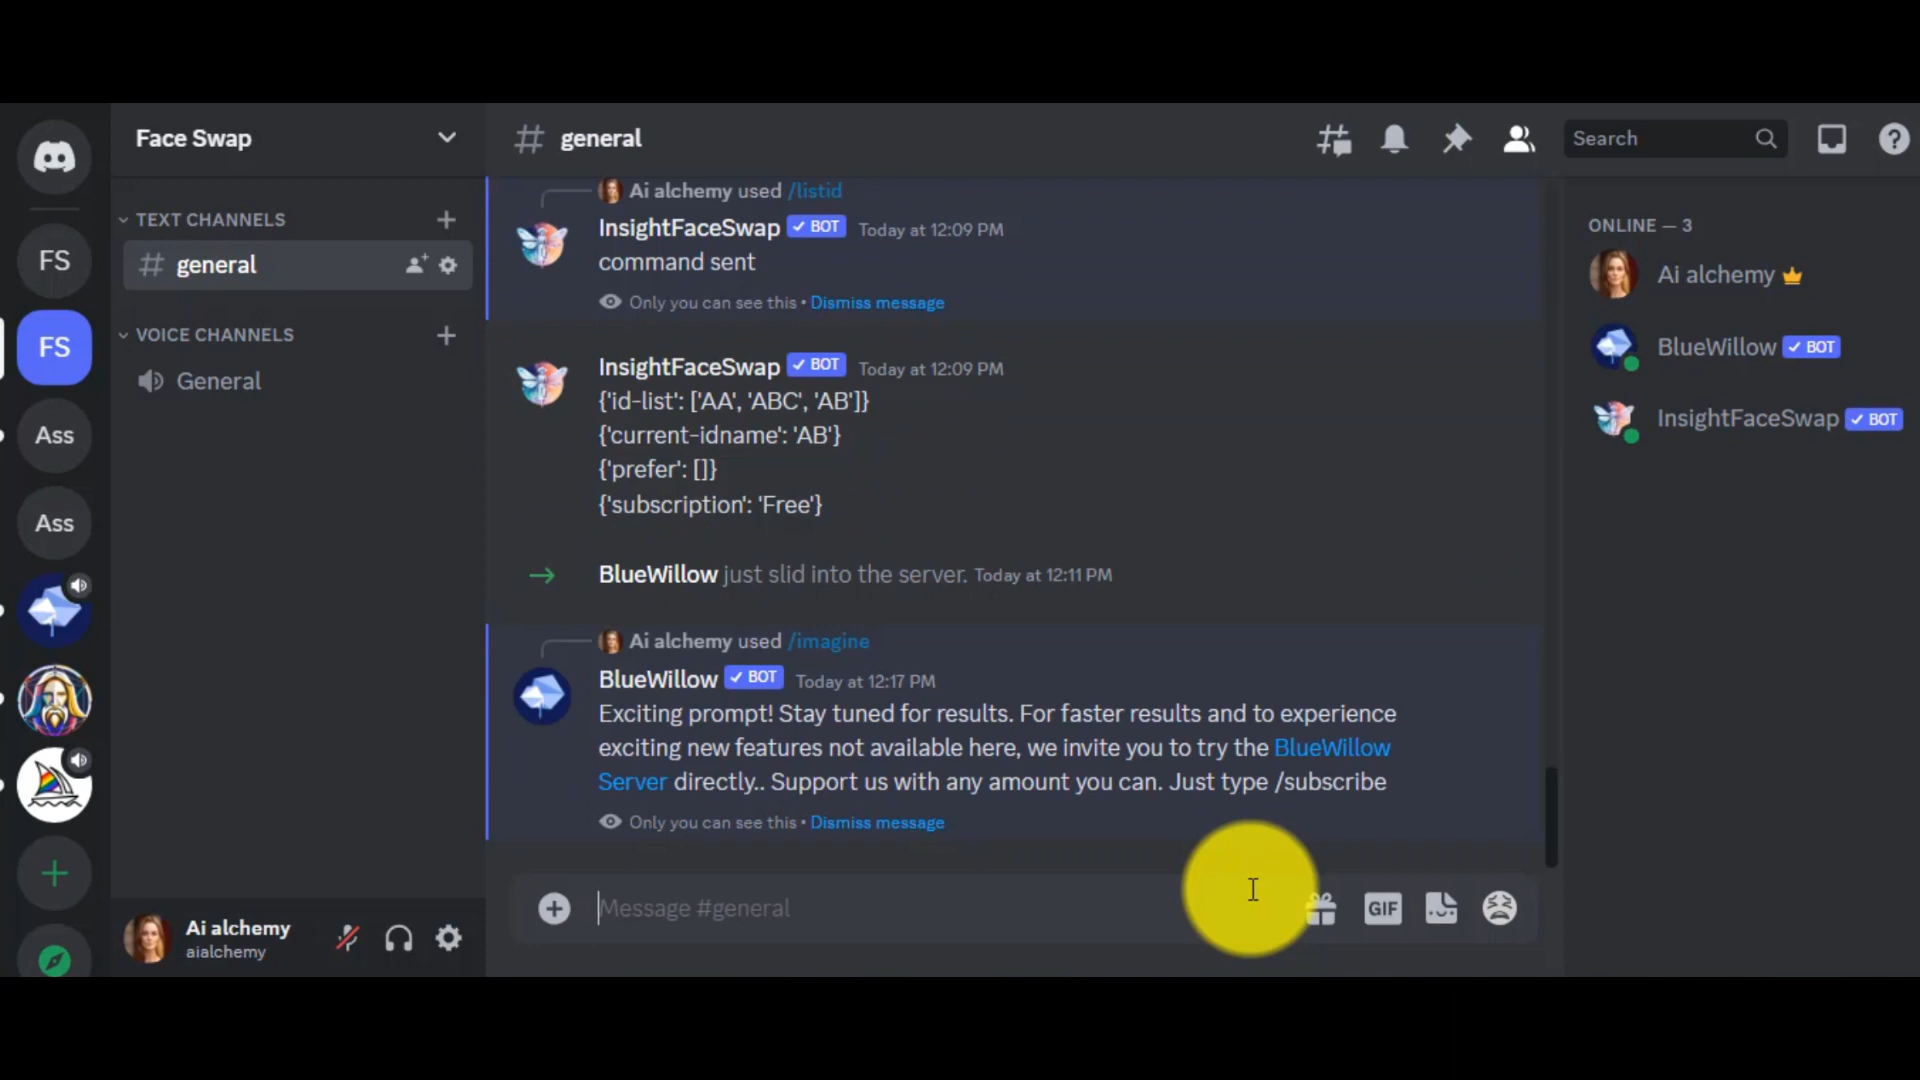 Face Swap
general
Search
FS
FS
Ass
Ass
TEXT CHANNELS
general
VOICE CHANNELS
General
Ai alchemy
aialchemy
Ai alchemy used /listid
InsightFaceSwap ✓ BOT Today at 12:09 PM
command sent
Only you can see this • Dismiss message
InsightFaceSwap ✓ BOT Today at 12:09 PM
{'id-list': ['AA', 'ABC', 'AB']}
{'current-idname': 'AB'}
{'prefer': []}
{'subscription': 'Free'}
BlueWillow just slid into the server. Today at 12:11 PM
Ai alchemy used /imagine
BlueWillow ✓ BOT Today at 12:17 PM
Exciting prompt! Stay tuned for results. For faster results and to experience
exciting new features not available here, we invite you to try the BlueWillow
Server directly.. Support us with any amount you can. Just type /subscribe
Only you can see this • Dismiss message
Message #general
GIF
ONLINE — 3
Ai alchemy
BlueWillow ✓ BOT
InsightFaceSwap ✓ BOT